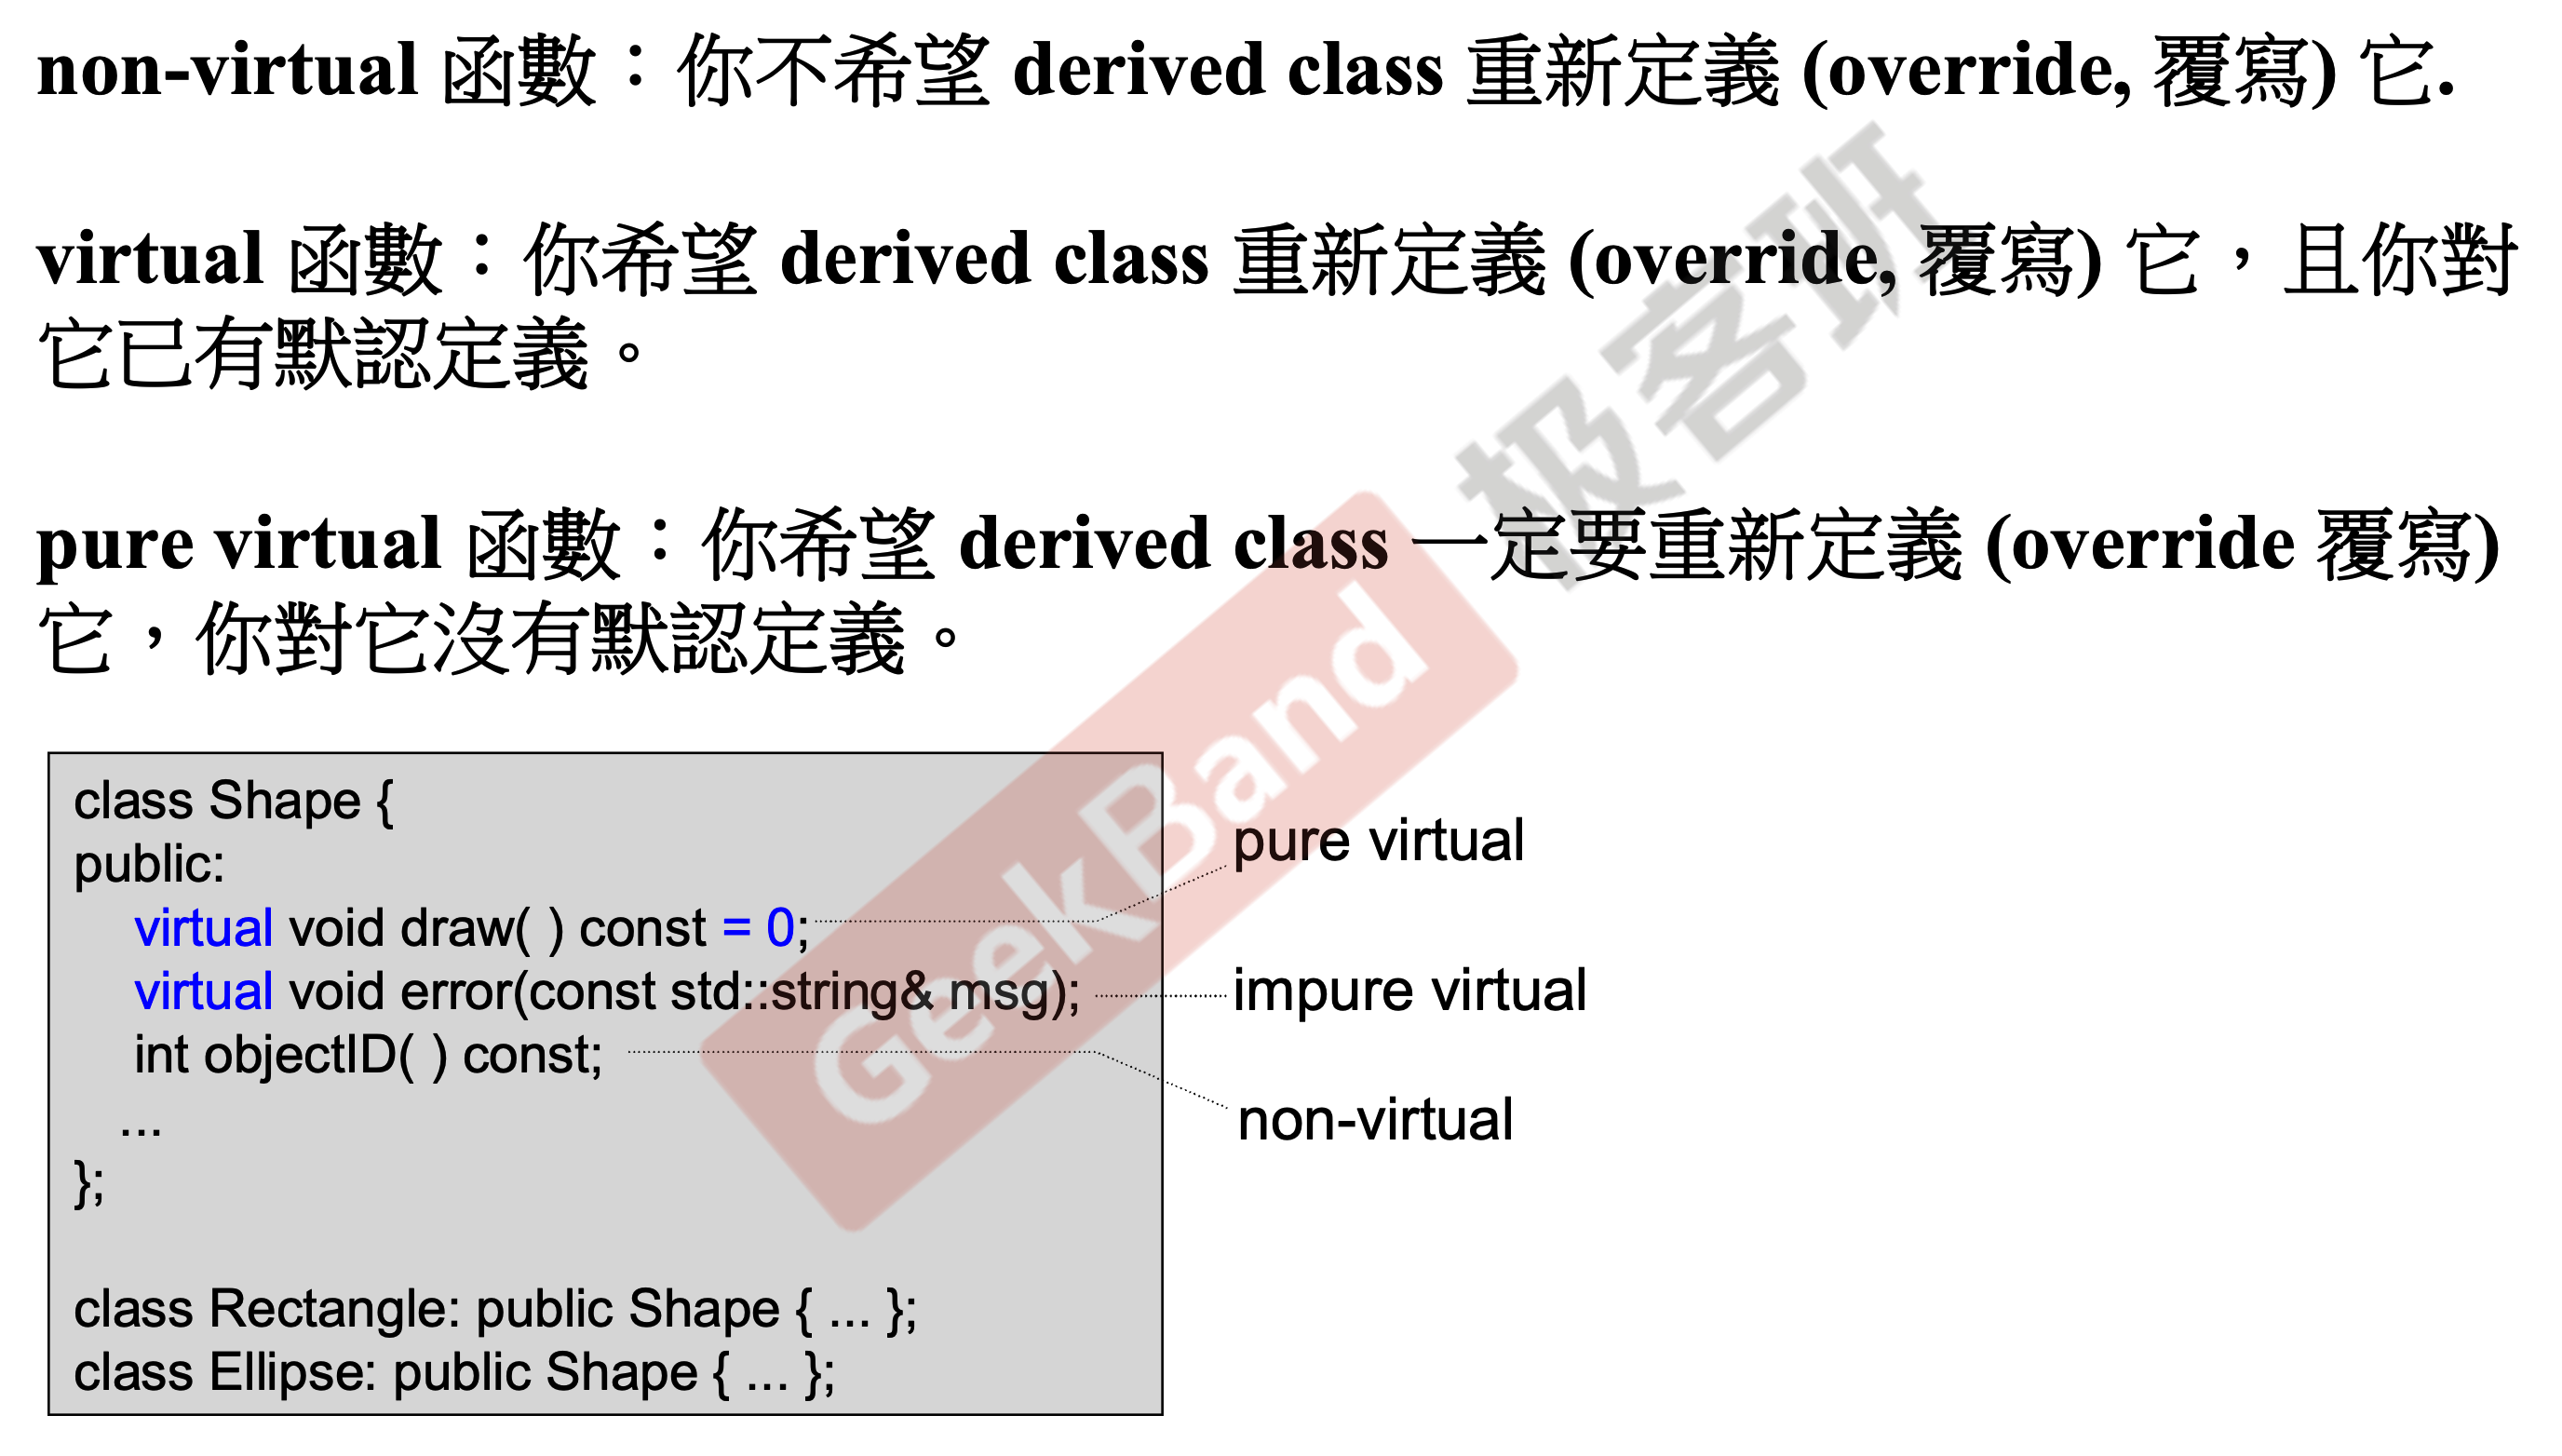 non-virtual 函數：你不希望 derived class 重新定義 (override, 覆寫) 它.
virtual 函數：你希望 derived class 重新定義 (override, 覆寫) 它，且你對
它已有默認定義。
pure virtual 函數：你希望 derived class 一定要重新定義 (override 覆寫)
它，你對它沒有默認定義。
class Shape {
public:
virtual void draw( ) const = 0;
virtual void error(const std::string& msg);
int objectID( ) const;
...
};
class Rectangle: public Shape { ... };
class Ellipse: public Shape { ... };
pure virtual
impure virtual
non-virtual
GeekBand 极客班